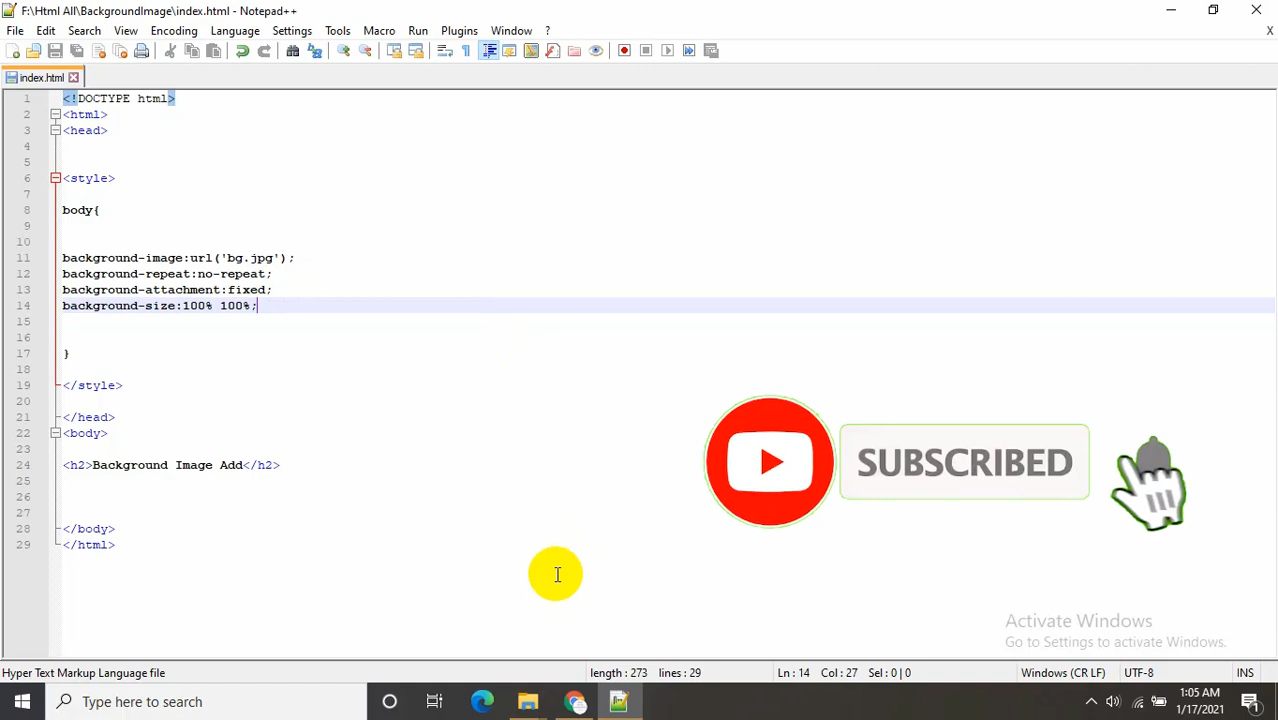 F:\Html All\BackgroundImage\index.html - Notepad++
File Edit Search View Encoding Language Settings Tools Macro Run Plugins Window ? X
index.html
1 <!DOCTYPE html>
2 <html>
3 <head>
4
5
6 <style>
7
8 body{
9
10
11 background-image:url('bg.jpg');
12 background-repeat:no-repeat;
13 background-attachment:fixed;
14 background-size:100% 100%;
15
16
17 }
18
19 </style>
20
21 </head>
22 <body>
23
24 <h2>Background Image Add</h2>
25
26
27
28 </body>
29 </html>
SUBSCRIBED
Activate Windows
Go to Settings to activate Windows.
Hyper Text Markup Language file length : 273 lines : 29 Ln : 14 Col : 27 Sel : 0 | 0 Windows (CR LF) UTF-8 INS
Type here to search
1:05 AM
1/17/2021
1